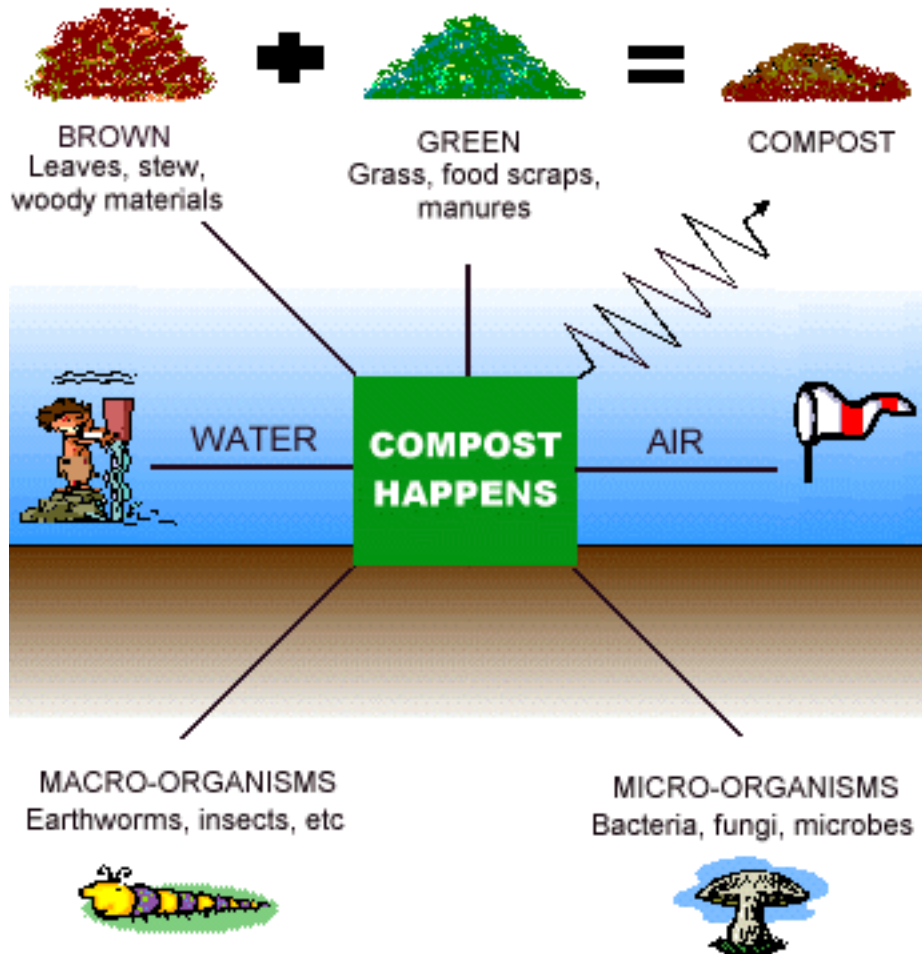 BROWN
Leaves, stew,
woody materials
GREEN
Grass, food scraps,
manures
COMPOST
WATER
COMPOST
HAPPENS
AIR
MACRO-ORGANISMS
Earthworms, insects, etc
MICRO-ORGANISMS
Bacteria, fungi, microbes